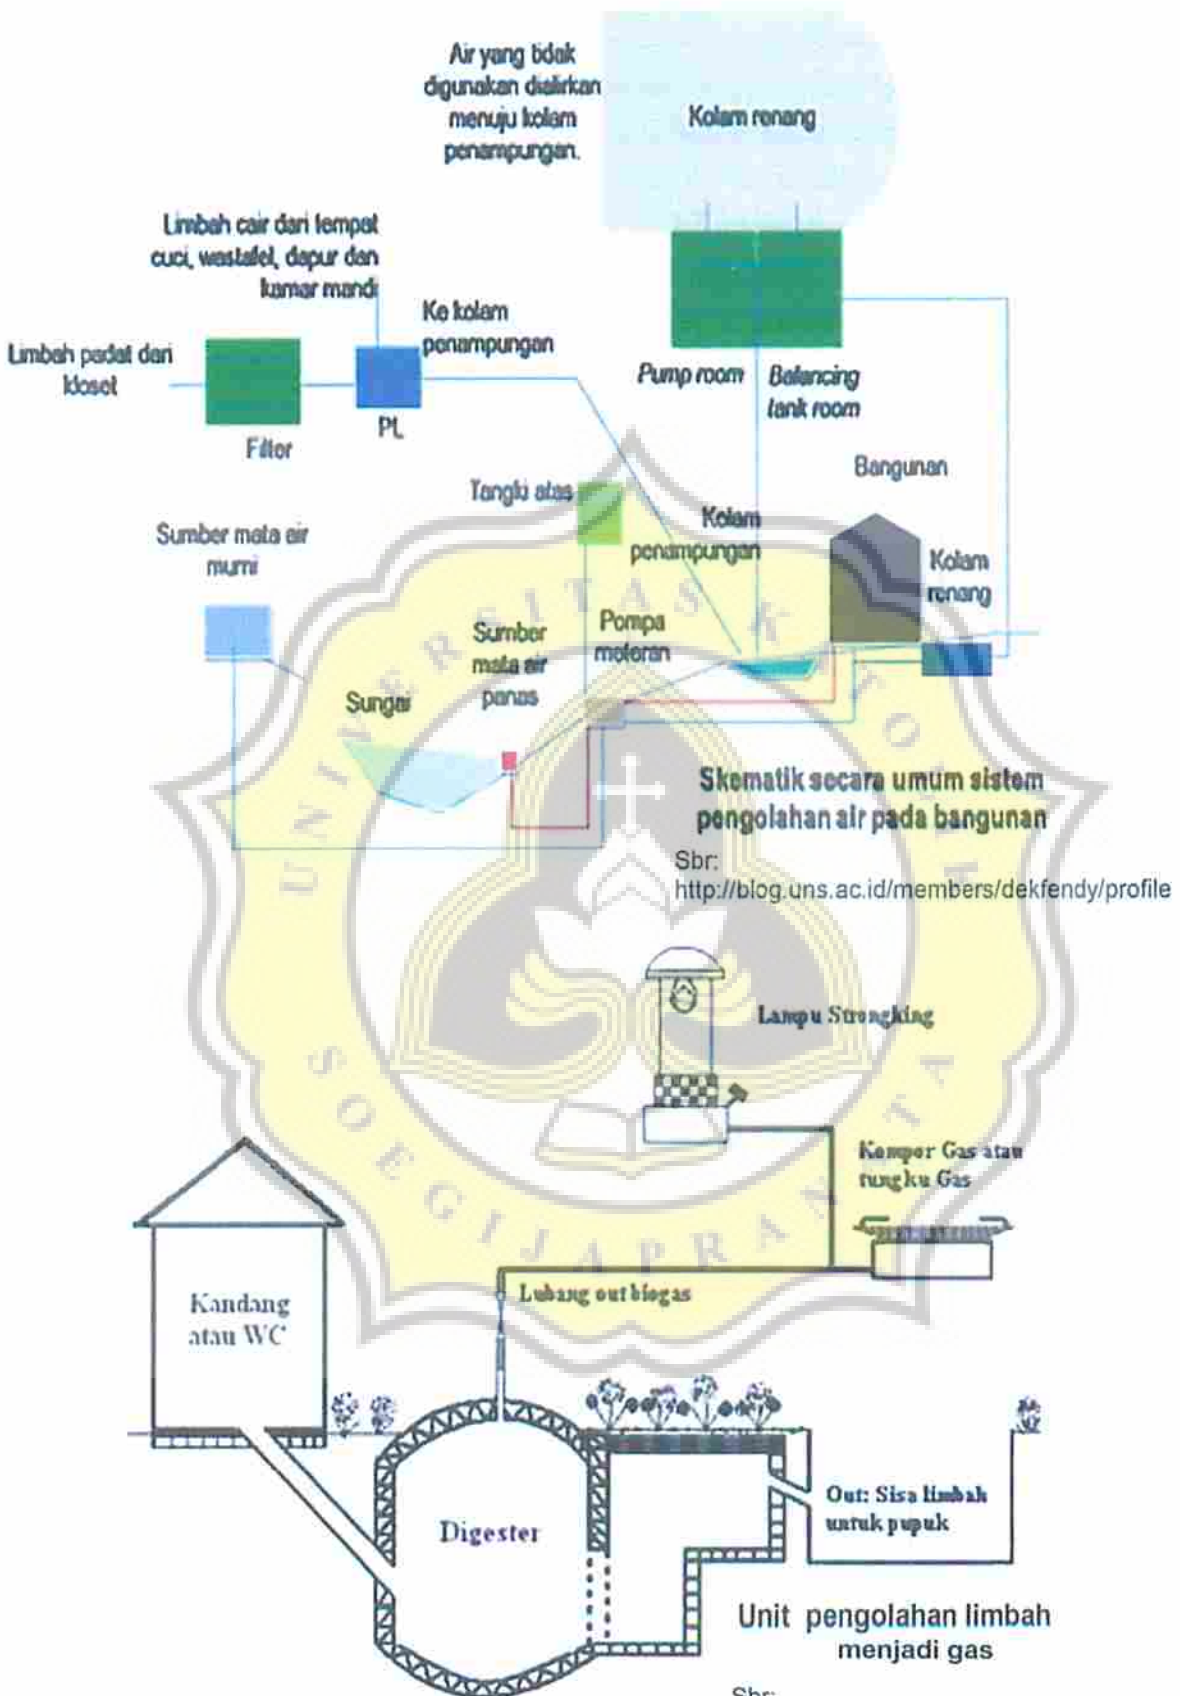 Air yang tidak
digunakan dialirkan
menuju kolam
penampungan.
Kolam renang
Limbah cair dari tempat
cuci, wastafel, dapur dan
kamar mandi
Ke kolam
penampungan
Limbah padat dari
kloset
Filter
PL
Pump room
Balancing
tank room
Bangunan
Tangki atas
Kolam
penampungan
Kolam
renang
Sumber mata air
murni
Sumber
mata air
panas
Pompa
meteran
Sungai
Skematik secara umum sistem
pengolahan air pada bangunan
Sbr:
http://blog.uns.ac.id/members/dekfendy/profile
UNIVERSITAS KATOLIK
SOEGIJAPRANATA
Lampu Strongking
Kompor Gas atau
tungku Gas
Lubang out biogas
Kandang
atau WC
Digester
Out: Sisa limbah
untuk pupuk
Unit pengolahan limbah
menjadi gas
Sbr: